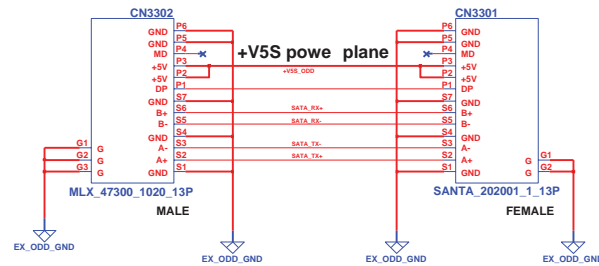 CN3302
CN3301
P6
GND
P5
GND
P4
MD
P3
+5V
P2
+5V
P1
DP
S7
GND
S6
B+
S5
B-
S4
GND
S3
A-
S2
A+
S1
GND
G1
G
G2
G
G3
G
MLX_47300_1020_13P
MALE
EX_ODD_GND
EX_ODD_GND
+V5S powe plane
+V5S_ODD
SATA_RX+
SATA_RX-
SATA_TX-
SATA_TX+
P6
GND
P5
GND
P4
MD
P3
+5V
P2
+5V
P1
DP
S7
GND
S6
B+
S5
B-
S4
GND
S3
A-
S2
A+
S1
GND
G1
G
G2
G
SANTA_202001_1_13P
FEMALE
EX_ODD_GND
EX_ODD_GND